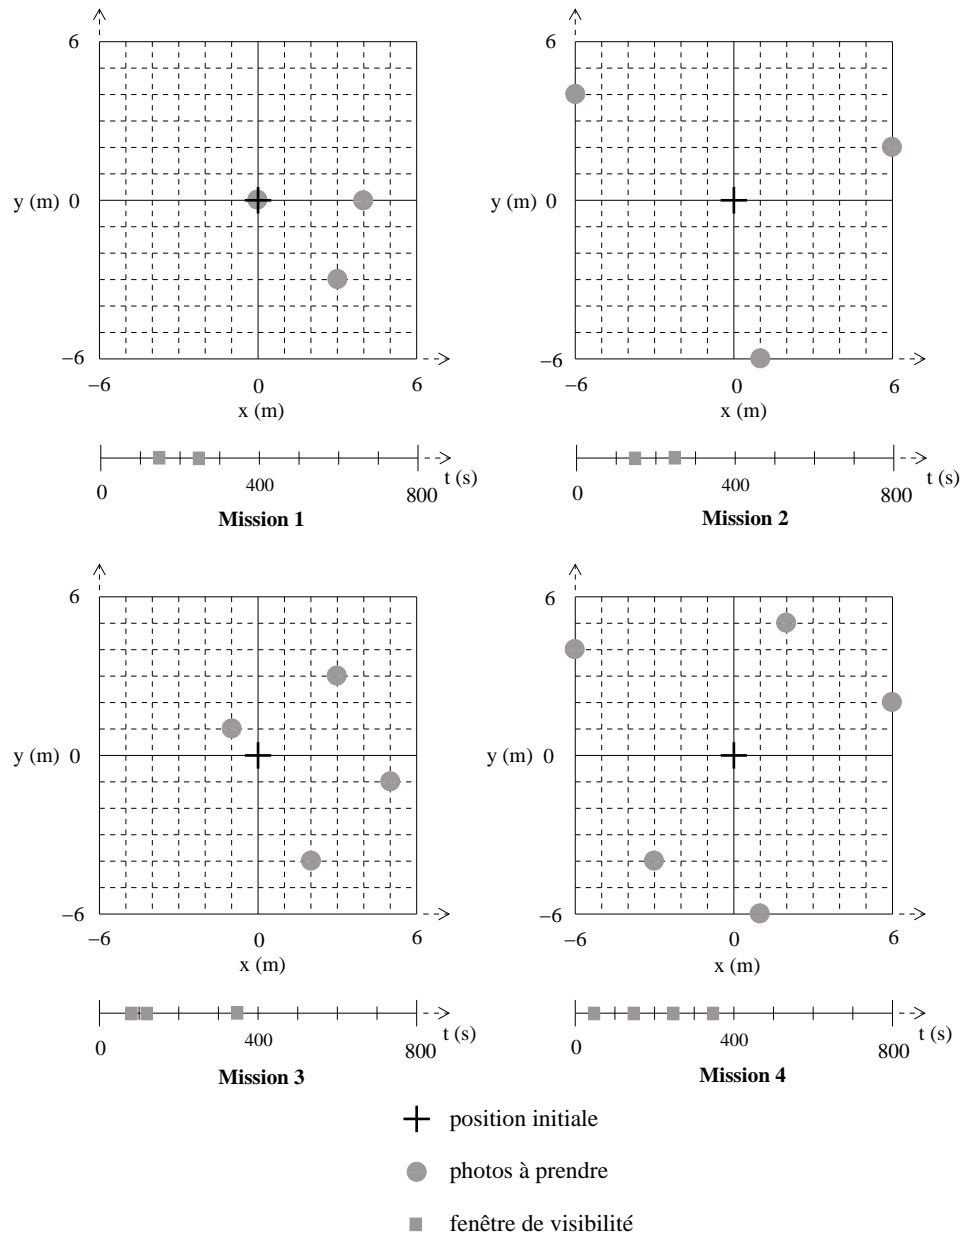 6
6
y (m) 0
y (m) 0
−6
−6
−6
0
6
−6
0
6
x (m)
x (m)
t (s)
t (s)
0
400
800
0
400
800
Mission 1
Mission 2
6
6
y (m) 0
y (m) 0
−6
−6
−6
0
6
−6
0
6
x (m)
x (m)
t (s)
t (s)
0
400
800
0
400
800
Mission 3
Mission 4
position initiale
photos à prendre
fenêtre de visibilité